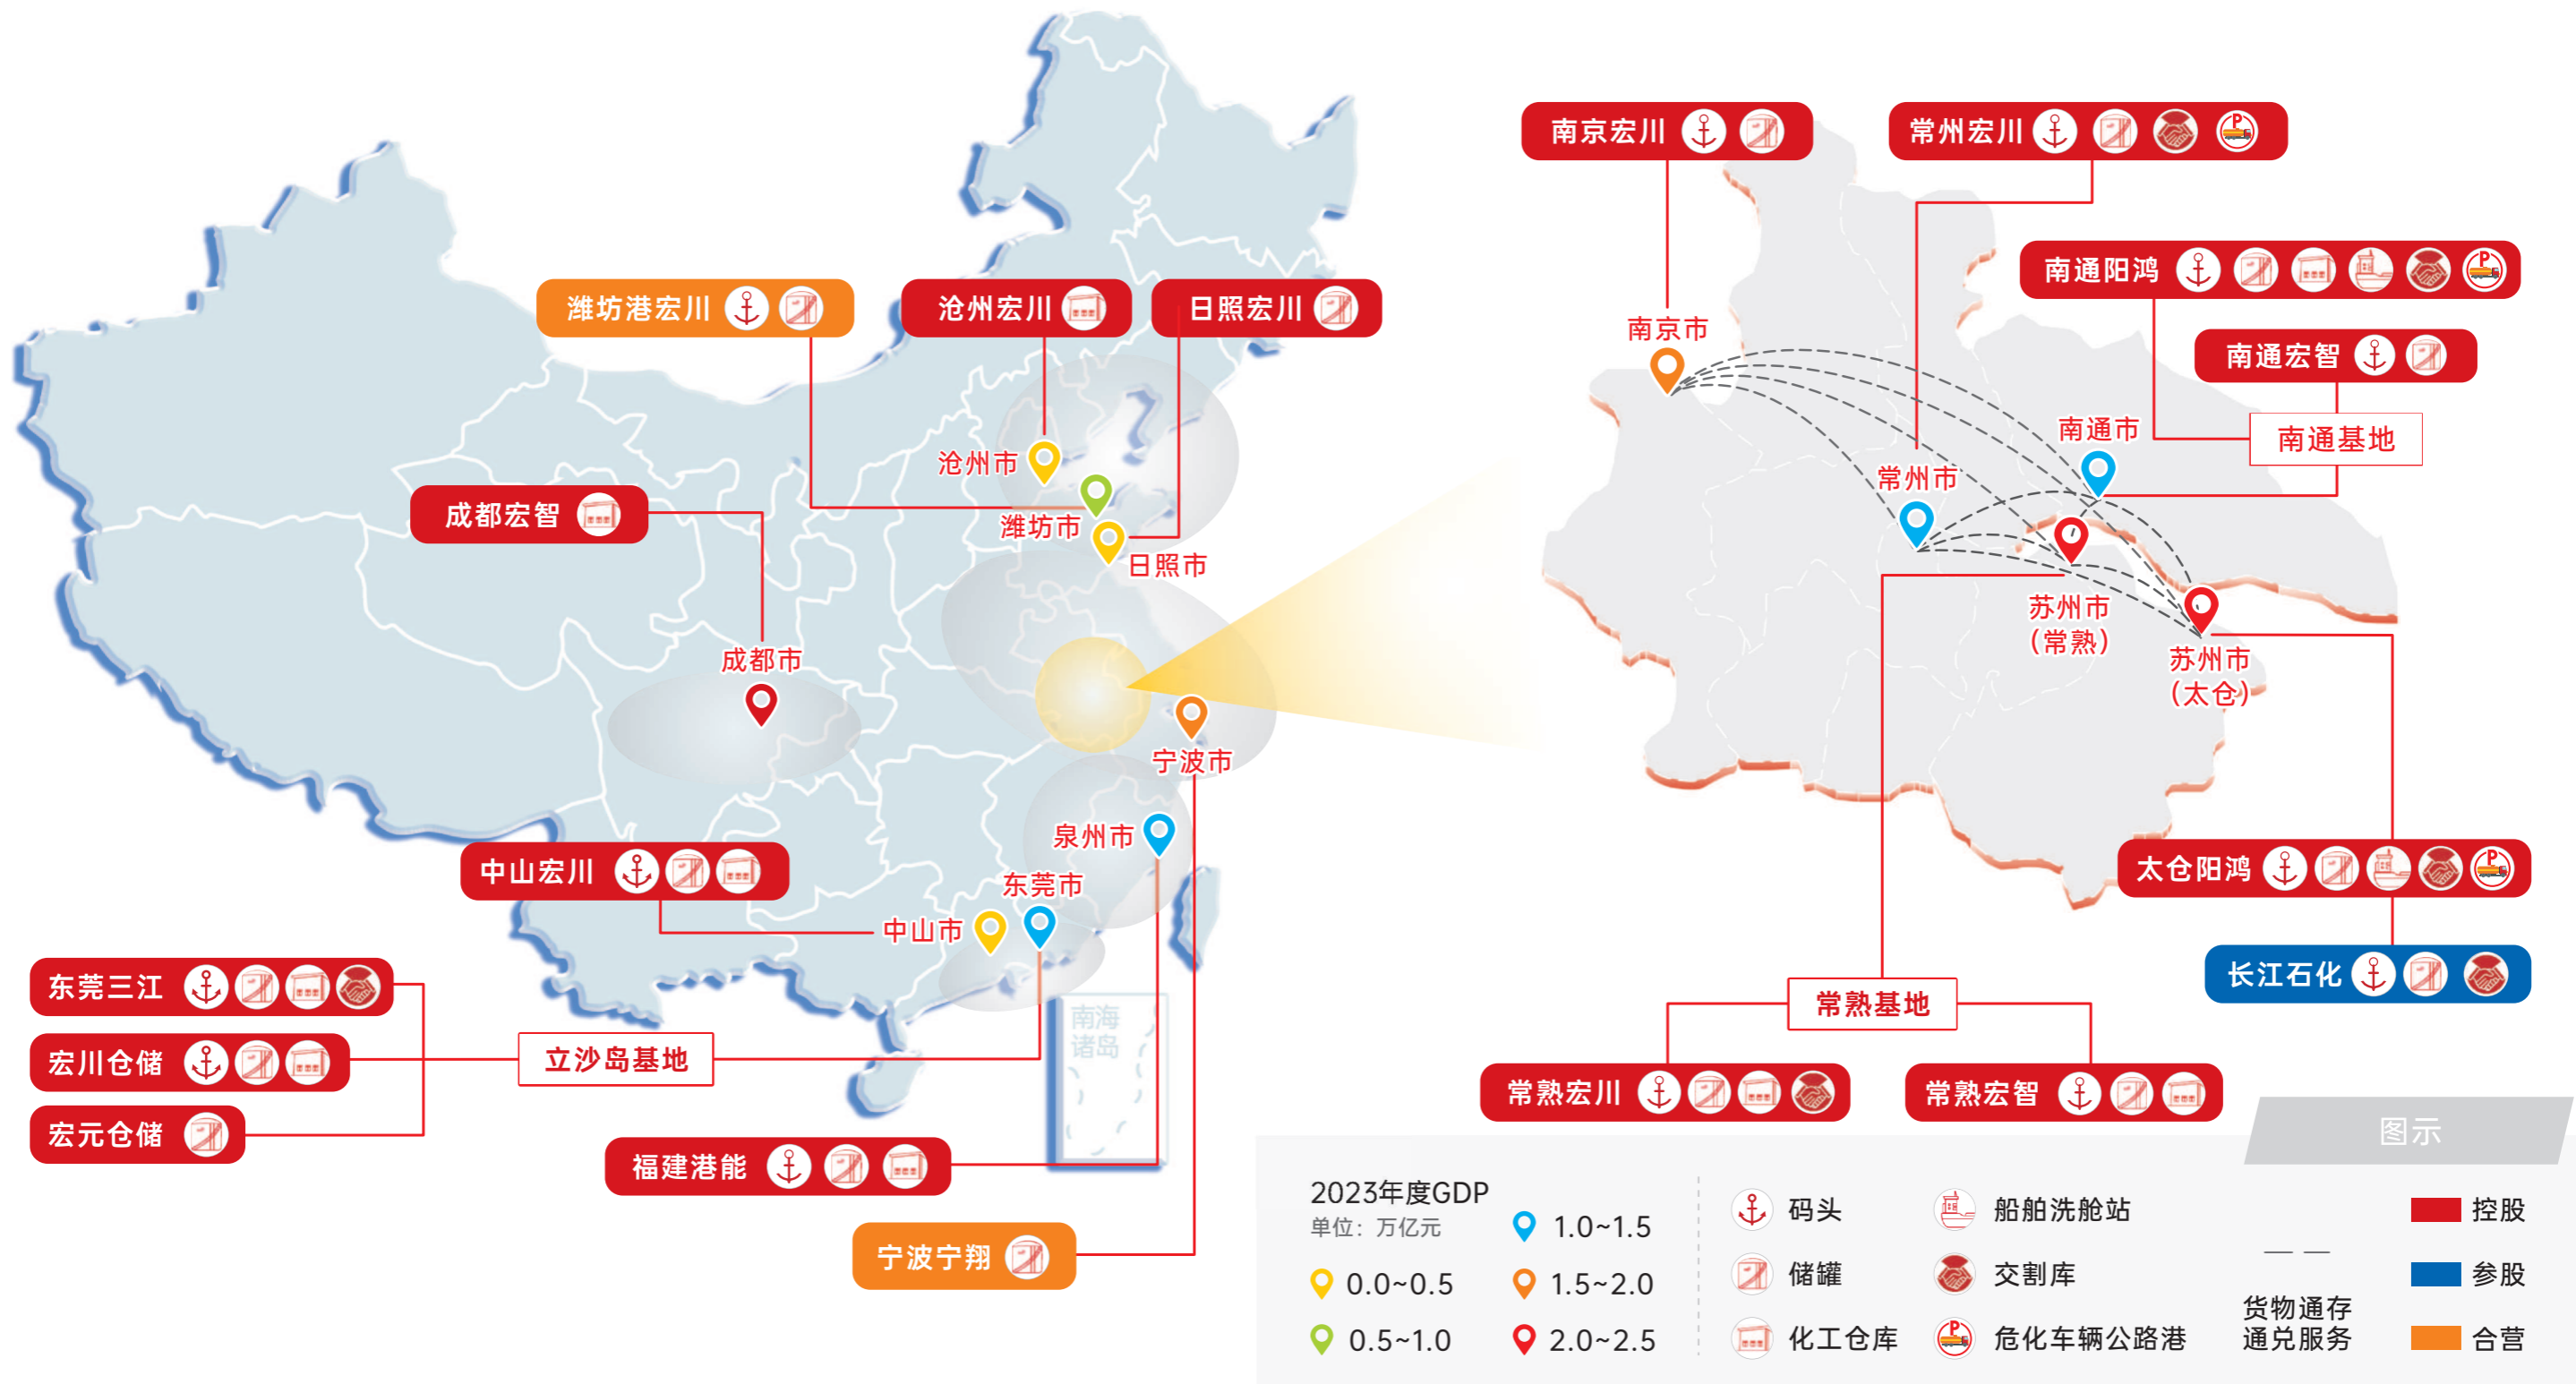 南京宏川
常州宏川
南通阳鸿
潍坊港宏川
沧州宏川
日照宏川
南京市
南通宏智
南通市
南通基地
沧州市
常州市
成都宏智
潍坊市
日照市
苏州市
(常熟)
成都市
苏州市
(太仓)
宁波市
泉州市
中山宏川
东莞市
太仓阳鸿
中山市
东莞三江
长江石化
常熟基地
南海
诸岛
宏川仓储
立沙岛基地
常熟宏川
常熟宏智
宏元仓储
福建港能
宁波宁翔
图示
2023年度GDP
单位：万亿元
0.0~0.5
0.5~1.0
1.0~1.5
1.5~2.0
2.0~2.5
码头
储罐
化工仓库
船舶洗舱站
交割库
P
危化车辆公路港
货物通存
通兑服务
控股
参股
合营